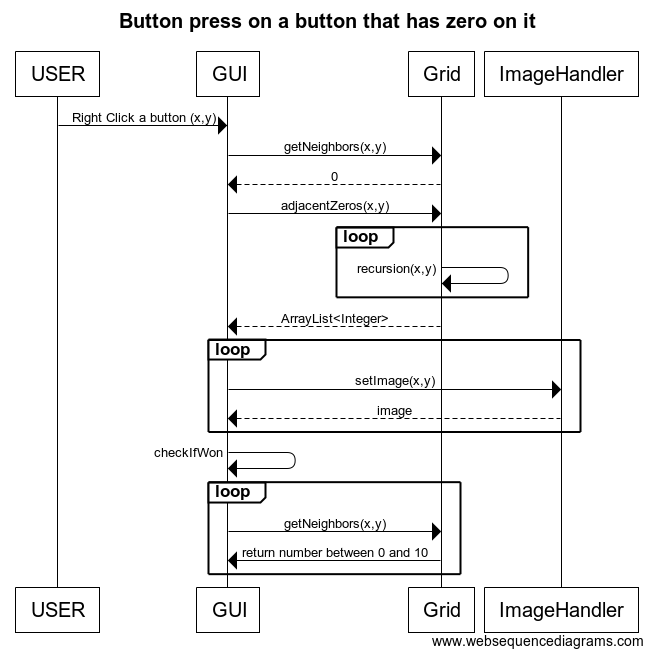 Button press on a button that has zero on it
USER GUI Grid ImageHandler
Right Click a button (x,y)
getNeighbors(x,y)
0
adjacentZeros(x,y)
loop
recursion(x,y)
ArrayList<Integer>
loop
setImage(x,y)
image
checkIfWon
loop
getNeighbors(x,y)
return number between 0 and 10
USER GUI Grid ImageHandler
www.websequencediagrams.com